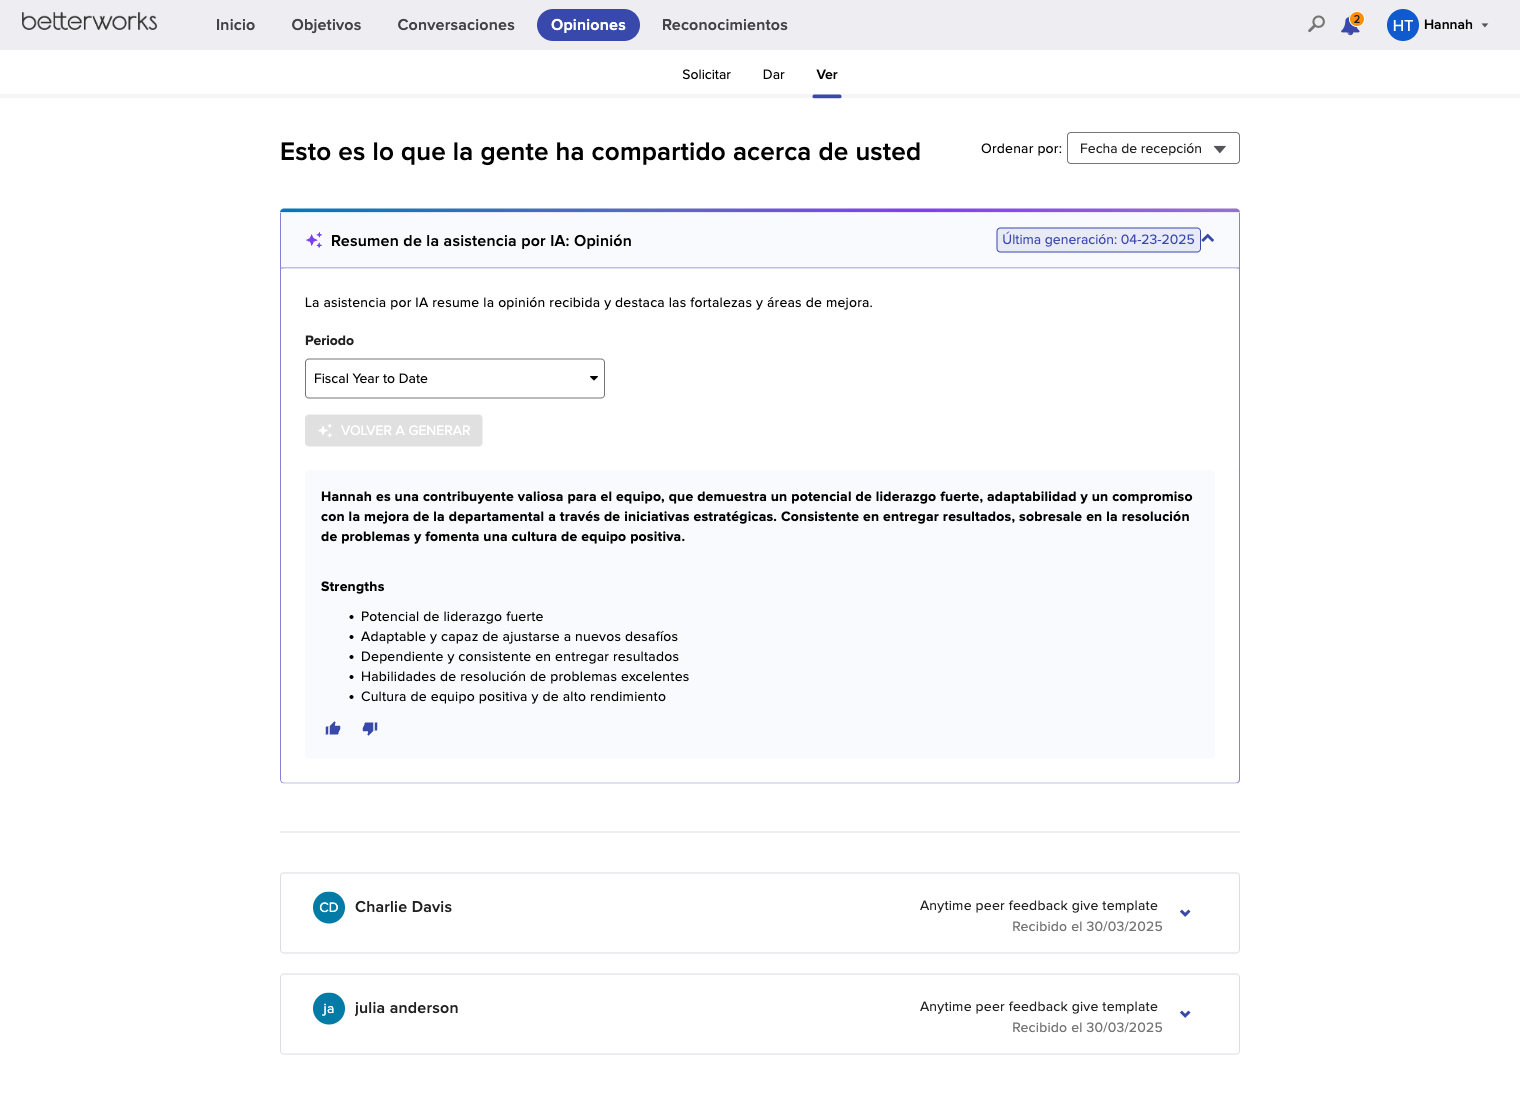 betterworks
Inicio
Objetivos
Conversaciones
Opiniones
Reconocimientos
2
HT
Hannah
Solicitar
Dar
Ver
Esto es lo que la gente ha compartido acerca de usted
Ordenar por:
Fecha de recepción
Resumen de la asistencia por IA: Opinión
Última generación: 04-23-2025
La asistencia por IA resume la opinión recibida y destaca las fortalezas y áreas de mejora.
Periodo
Fiscal Year to Date
VOLVER A GENERAR
Hannah es una contribuyente valiosa para el equipo, que demuestra un potencial de liderazgo fuerte, adaptabilidad y un compromiso
con la mejora de la departamental a través de iniciativas estratégicas. Consistente en entregar resultados, sobresale en la resolución
de problemas y fomenta una cultura de equipo positiva.
Strengths
• Potencial de liderazgo fuerte
• Adaptable y capaz de ajustarse a nuevos desafíos
• Dependiente y consistente en entregar resultados
• Habilidades de resolución de problemas excelentes
• Cultura de equipo positiva y de alto rendimiento
CD
Charlie Davis
Anytime peer feedback give template
Recibido el 30/03/2025
ja
julia anderson
Anytime peer feedback give template
Recibido el 30/03/2025